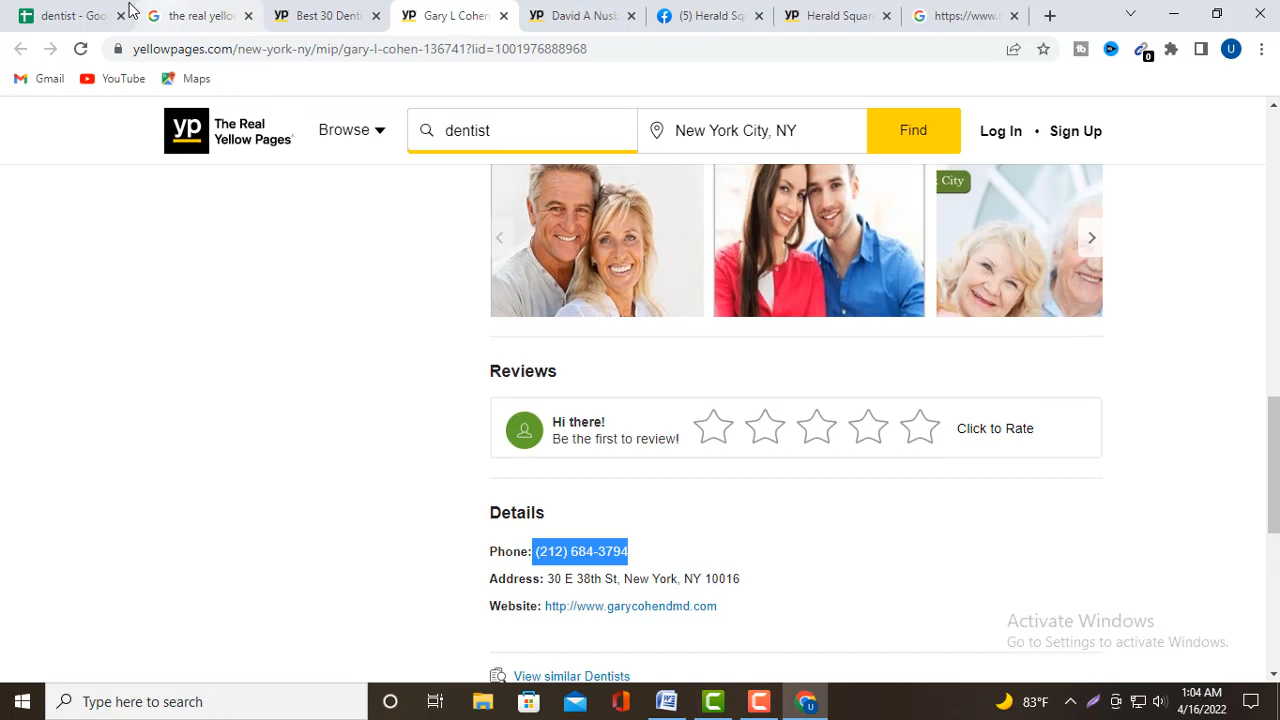 dentist - Goo
the real yello
Best 30 Denti
Gary L Cohen
David A Nusb
(5) Herald Sq
Herald Square
https://www.r
yellowpages.com/new-york-ny/mip/gary-l-cohen-136741?lid=1001976888968
U
0
Gmail
YouTube
Maps
yp
The Real
Yellow Pages
Browse
dentist
New York City, NY
Find
Log In • Sign Up
City
Reviews
Hi there!
Be the first to review!
Click to Rate
Details
Phone: (212) 684-3794
Address: 30 E 38th St, New York, NY 10016
Website: http://www.garycohendmd.com
Activate Windows
Go to Settings to activate Windows.
View similar Dentists
Type here to search
83°F
1:04 AM
4/16/2022